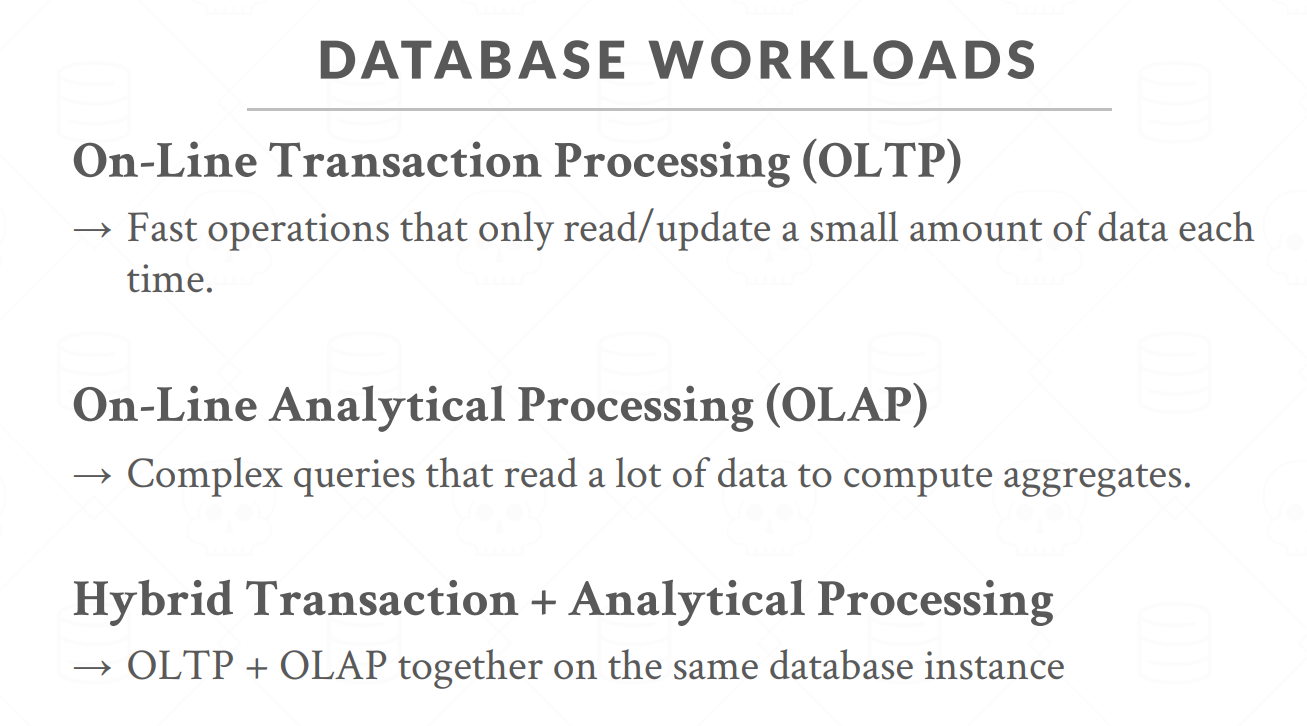 DATABASE WORKLOADS
On-Line Transaction Processing (OLTP)
→ Fast operations that only read/update a small amount of data each
time.
On-Line Analytical Processing (OLAP)
→ Complex queries that read a lot of data to compute aggregates.
Hybrid Transaction + Analytical Processing
→ OLTP + OLAP together on the same database instance